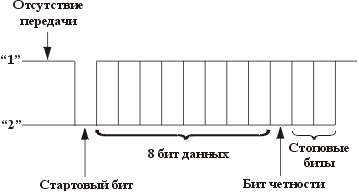 Отсутствие
передачи
“1”
“2”
8 бит данных
Стоповые
биты
Стартовый бит
Бит четности